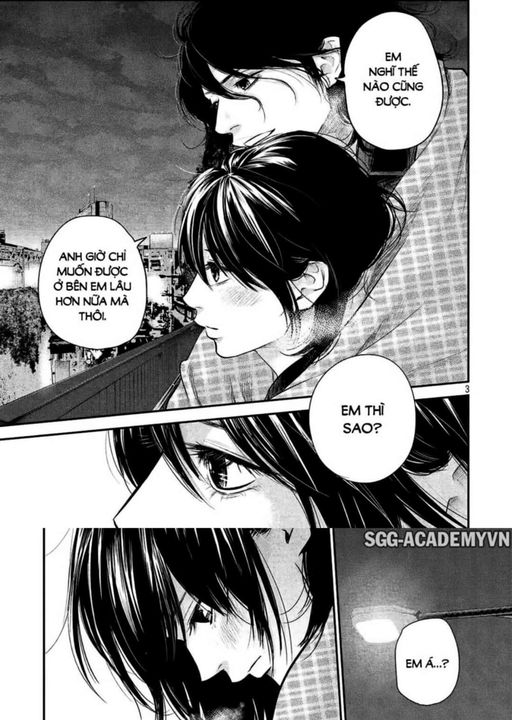 EM
NGHĨ THẾ
NÀO CŨNG
ĐƯỢC.
ANH GIỜ CHỈ
MUỐN ĐƯỢC
Ở BÊN EM LÂU
HƠN NỮA MÀ
THÔI.
3
EM THÌ
SAO?
SGG-ACADEMYVN
EM Á...?